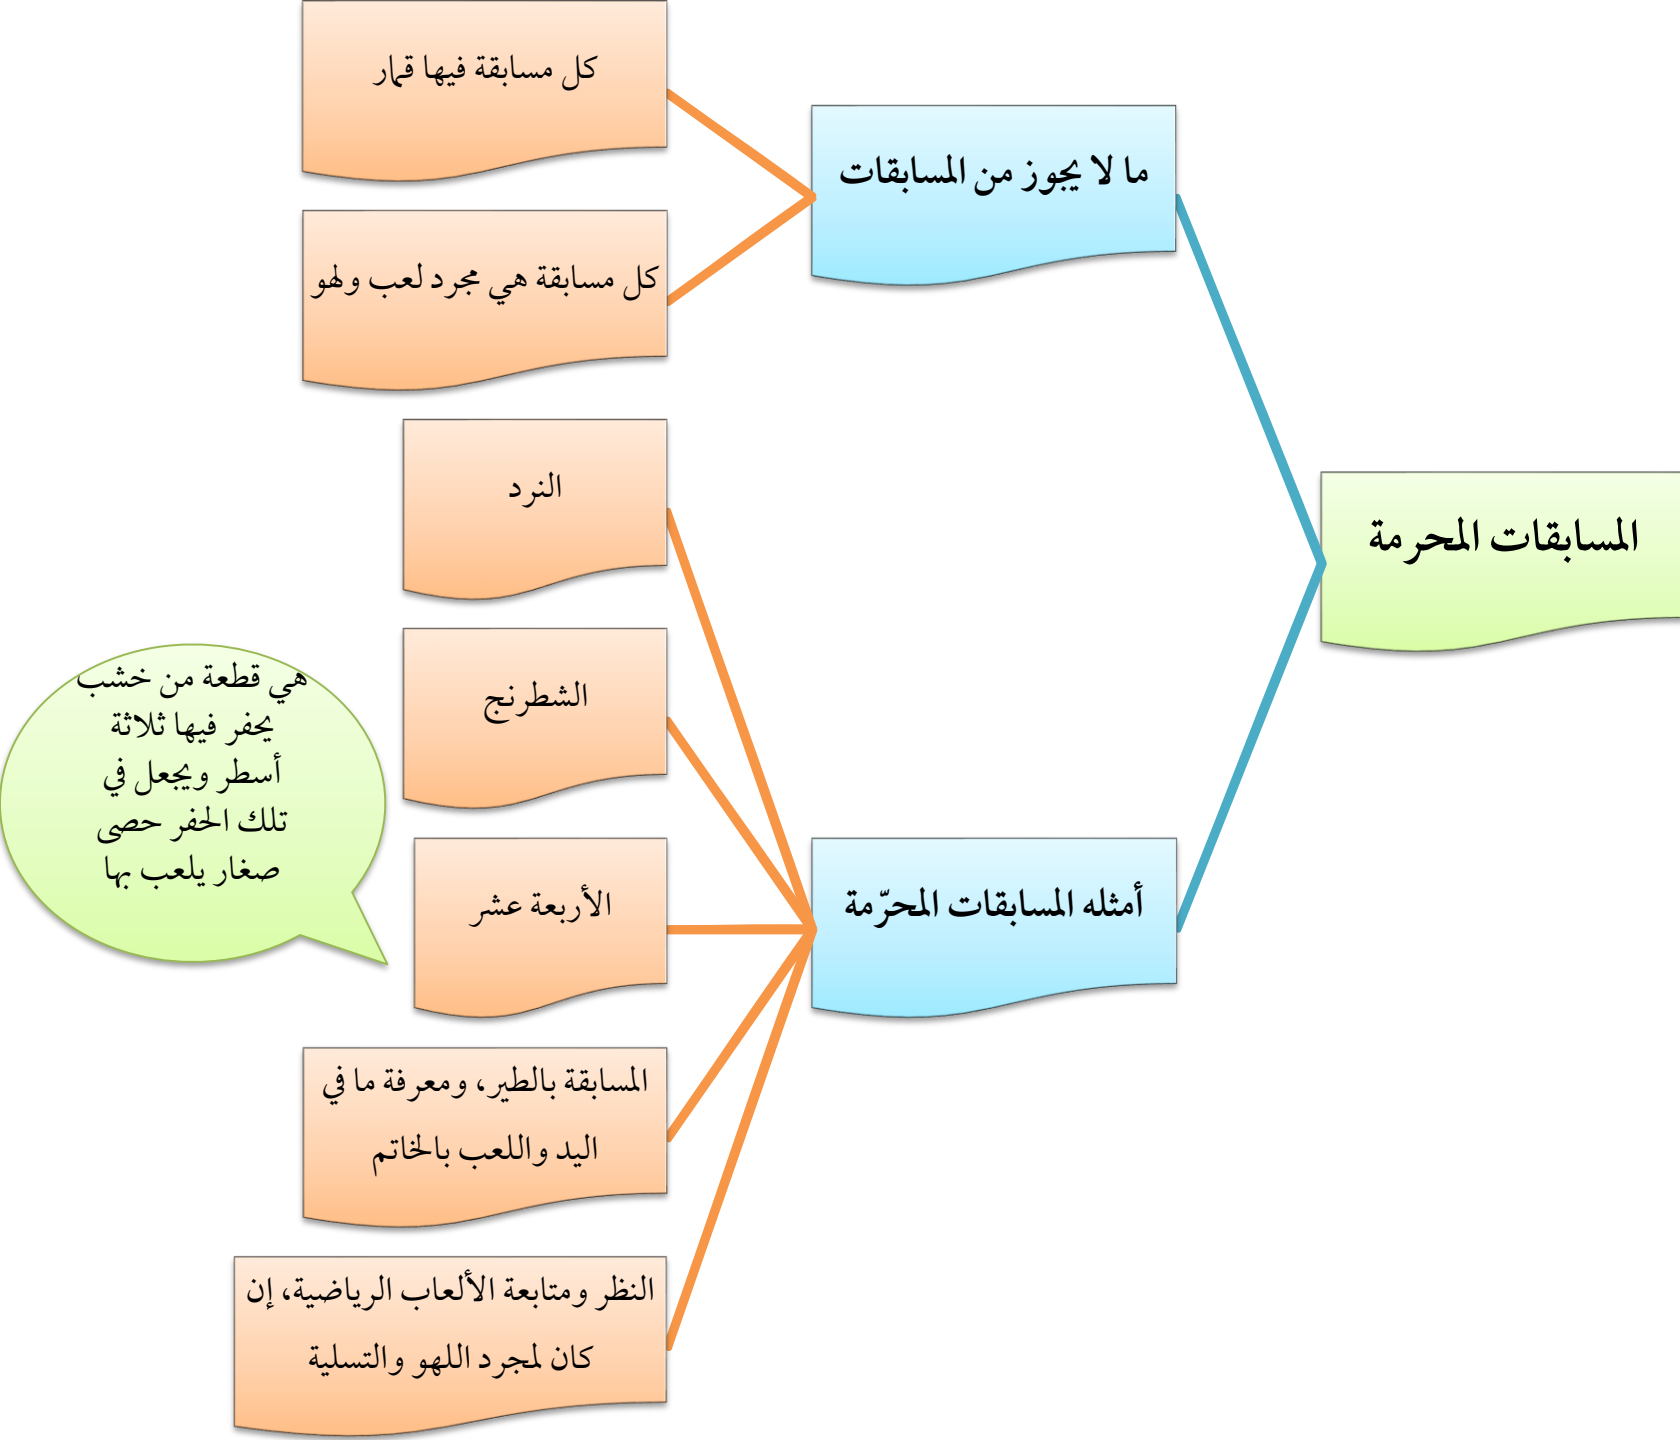 المسابقات المحرمة
ما لا يجوز من المسابقات
كل مسابقة فيها قمار
كل مسابقة هي مجرد لعب ولهو
أمثله المسابقات المحرّمة
النرد
الشطرنج
الأربعة عشر
هي قطعة من خشب
يحفر فيها ثلاثة
أسطر ويجعل في
تلك الحفر حصى
صغار يلعب بها
المسابقة بالطير، ومعرفة ما في
اليد واللعب بالخاتم
النظر ومتابعة الألعاب الرياضية، إن
كان لمجرد اللهو والتسلية